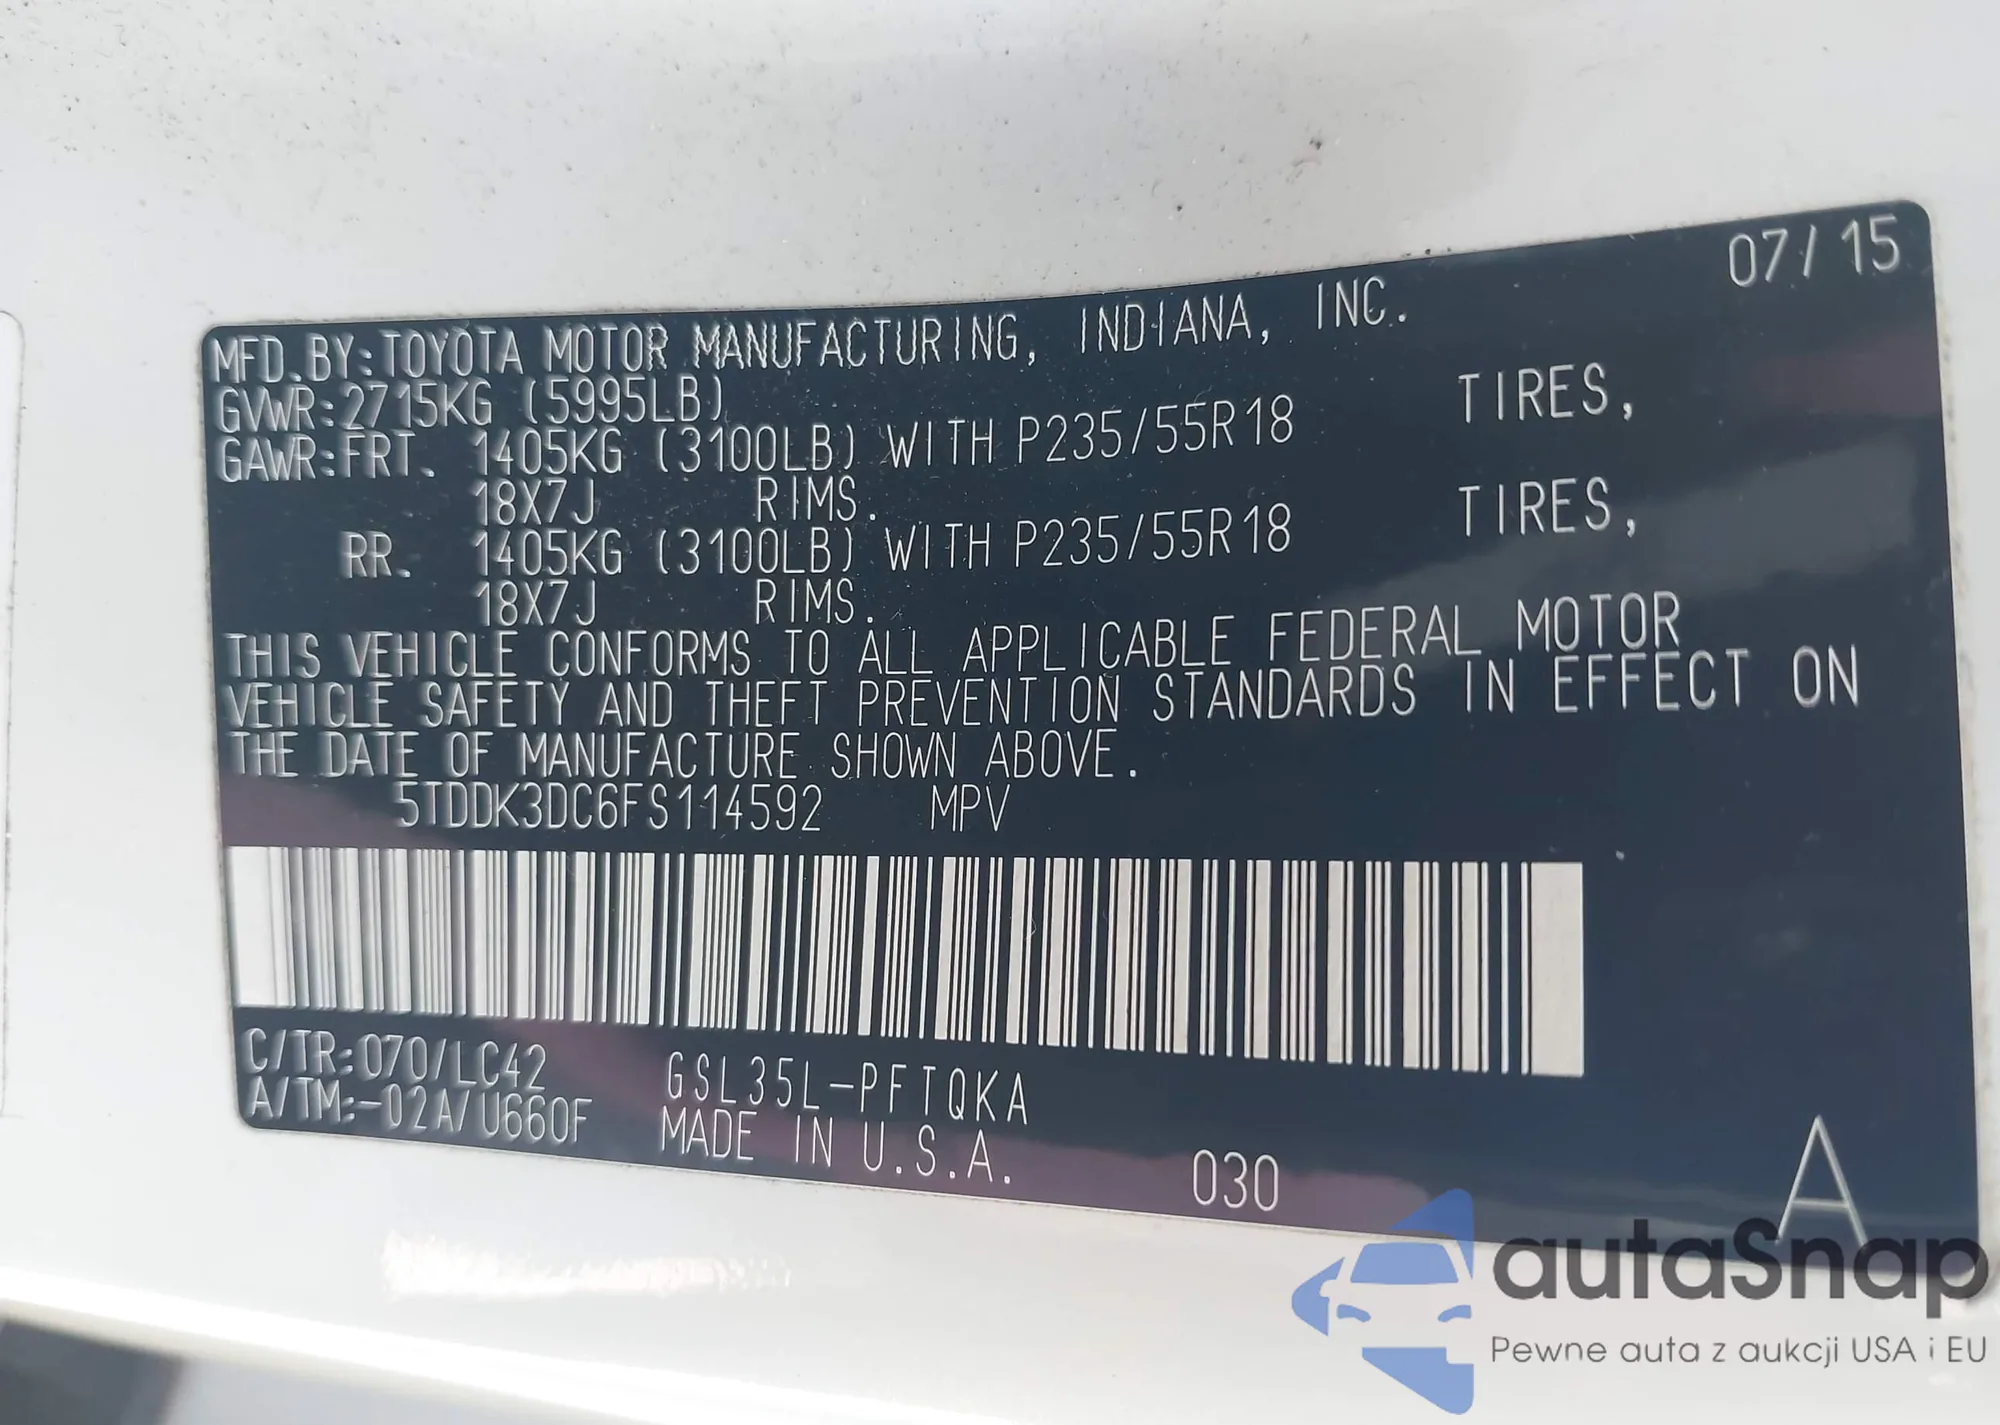 07/15
MFD.BY:TOYOTA MOTOR MANUFACTURING, INDIANA, INC.
GVWR:2715KG (5995LB)
GAWR:FRT. 1405KG (3100LB) WITH P235/55R18 TIRES,
18X7J RIMS.
RR. 1405KG (3100LB) WITH P235/55R18 TIRES,
18X7J RIMS.
THIS VEHICLE CONFORMS TO ALL APPLICABLE FEDERAL MOTOR
VEHICLE SAFETY AND THEFT PREVENTION STANDARDS IN EFFECT ON
THE DATE OF MANUFACTURE SHOWN ABOVE.
5TDDK3DC6FS114592 MPV
C/TR:070/LC42 GSL35L-PFTQKA
A/TM:-02A/U660F MADE IN U.S.A. 030 A
autaSnap
Pewne auta z aukcji USA i EU